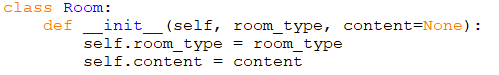 class Room:
    def __init__(self, room_type, content=None):
        self.room_type = room_type
        self.content = content